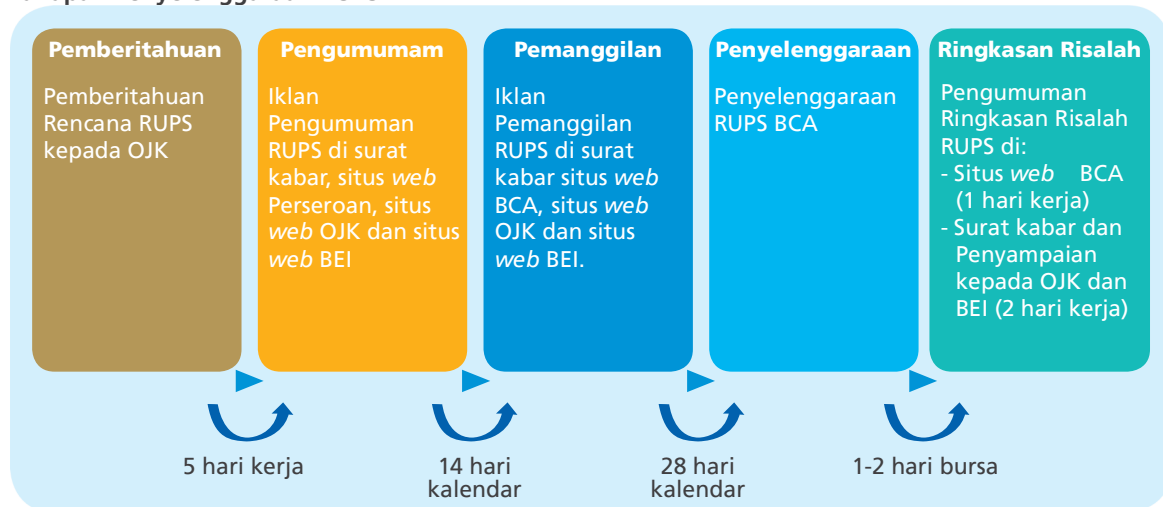 Pemberitahuan
Pemberitahuan
Rencana RUPS
kepada OJK
Pengumumam
Iklan
Pengumuman
RUPS di surat
kabar, situs web
Perseroan, situs
web OJK dan situs
web BEI
Pemanggilan
Iklan
Pemanggilan
RUPS di surat
kabar situs web
BCA, situs web
OJK dan situs
web BEI.
Penyelenggaraan
Penyelenggaraan
RUPS BCA
Ringkasan Risalah
Pengumuman
Ringkasan Risalah
RUPS di:
- Situs web BCA
(1 hari kerja)
- Surat kabar dan
Penyampaian
kepada OJK dan
BEI (2 hari kerja)
5 hari kerja
14 hari
kalendar
28 hari
kalendar
1-2 hari bursa